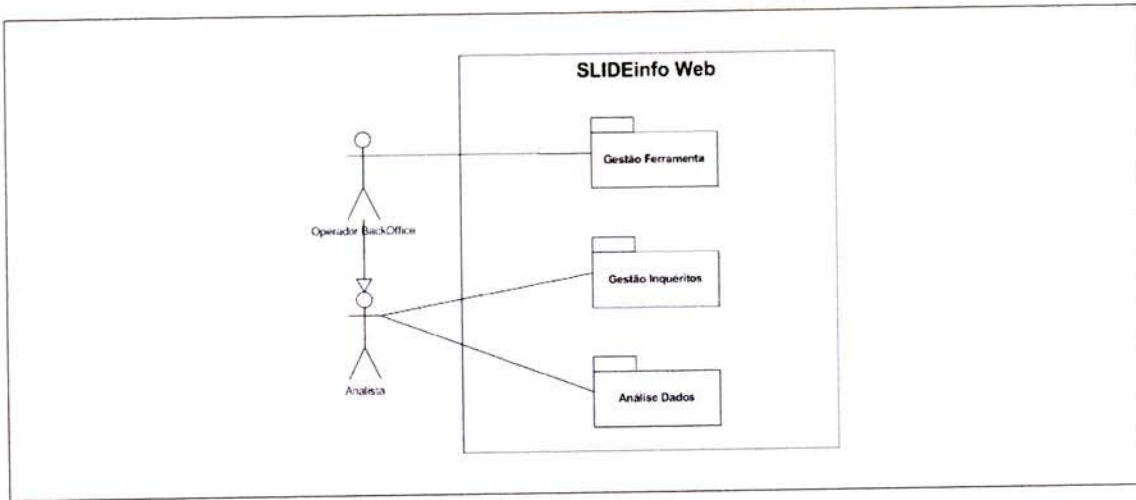 SLIDEinfo Web
Gestão Ferramenta
Operador BackOffice
Gestão Inquéritos
Analista
Análise Dados